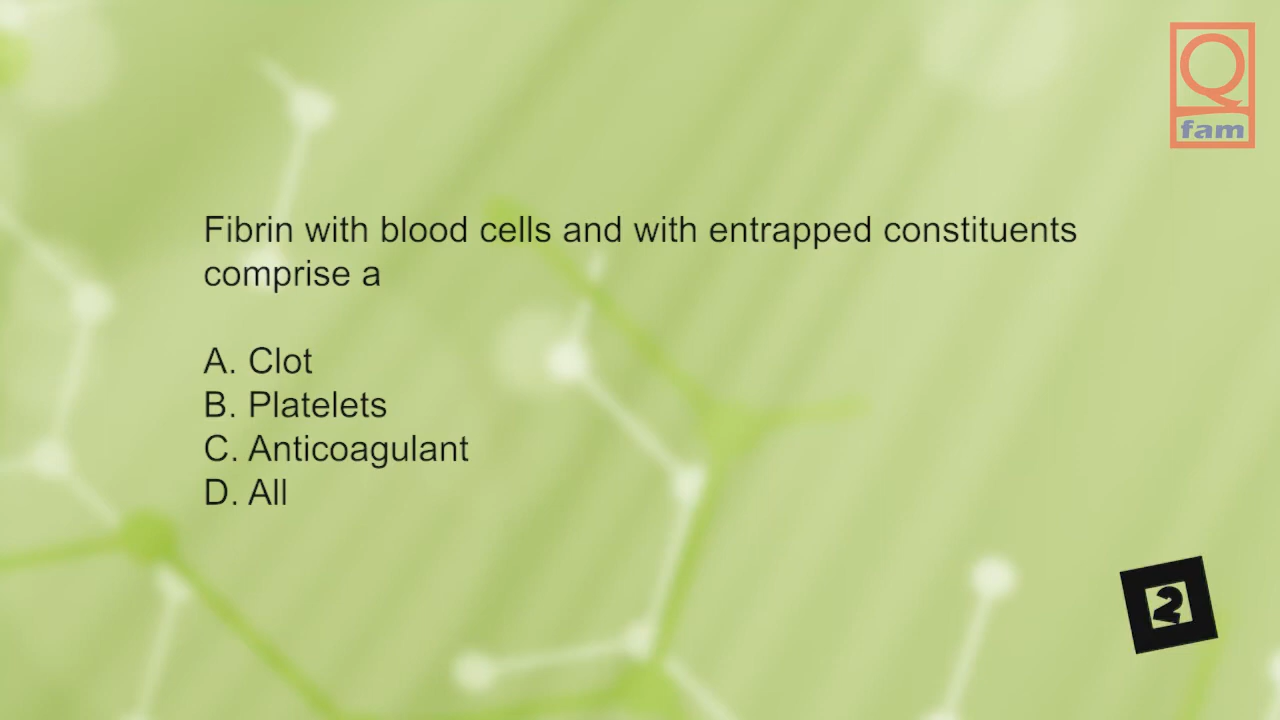 Q
fam
Fibrin with blood cells and with entrapped constituents
comprise a
A. Clot
B. Platelets
C. Anticoagulant
D. All
2